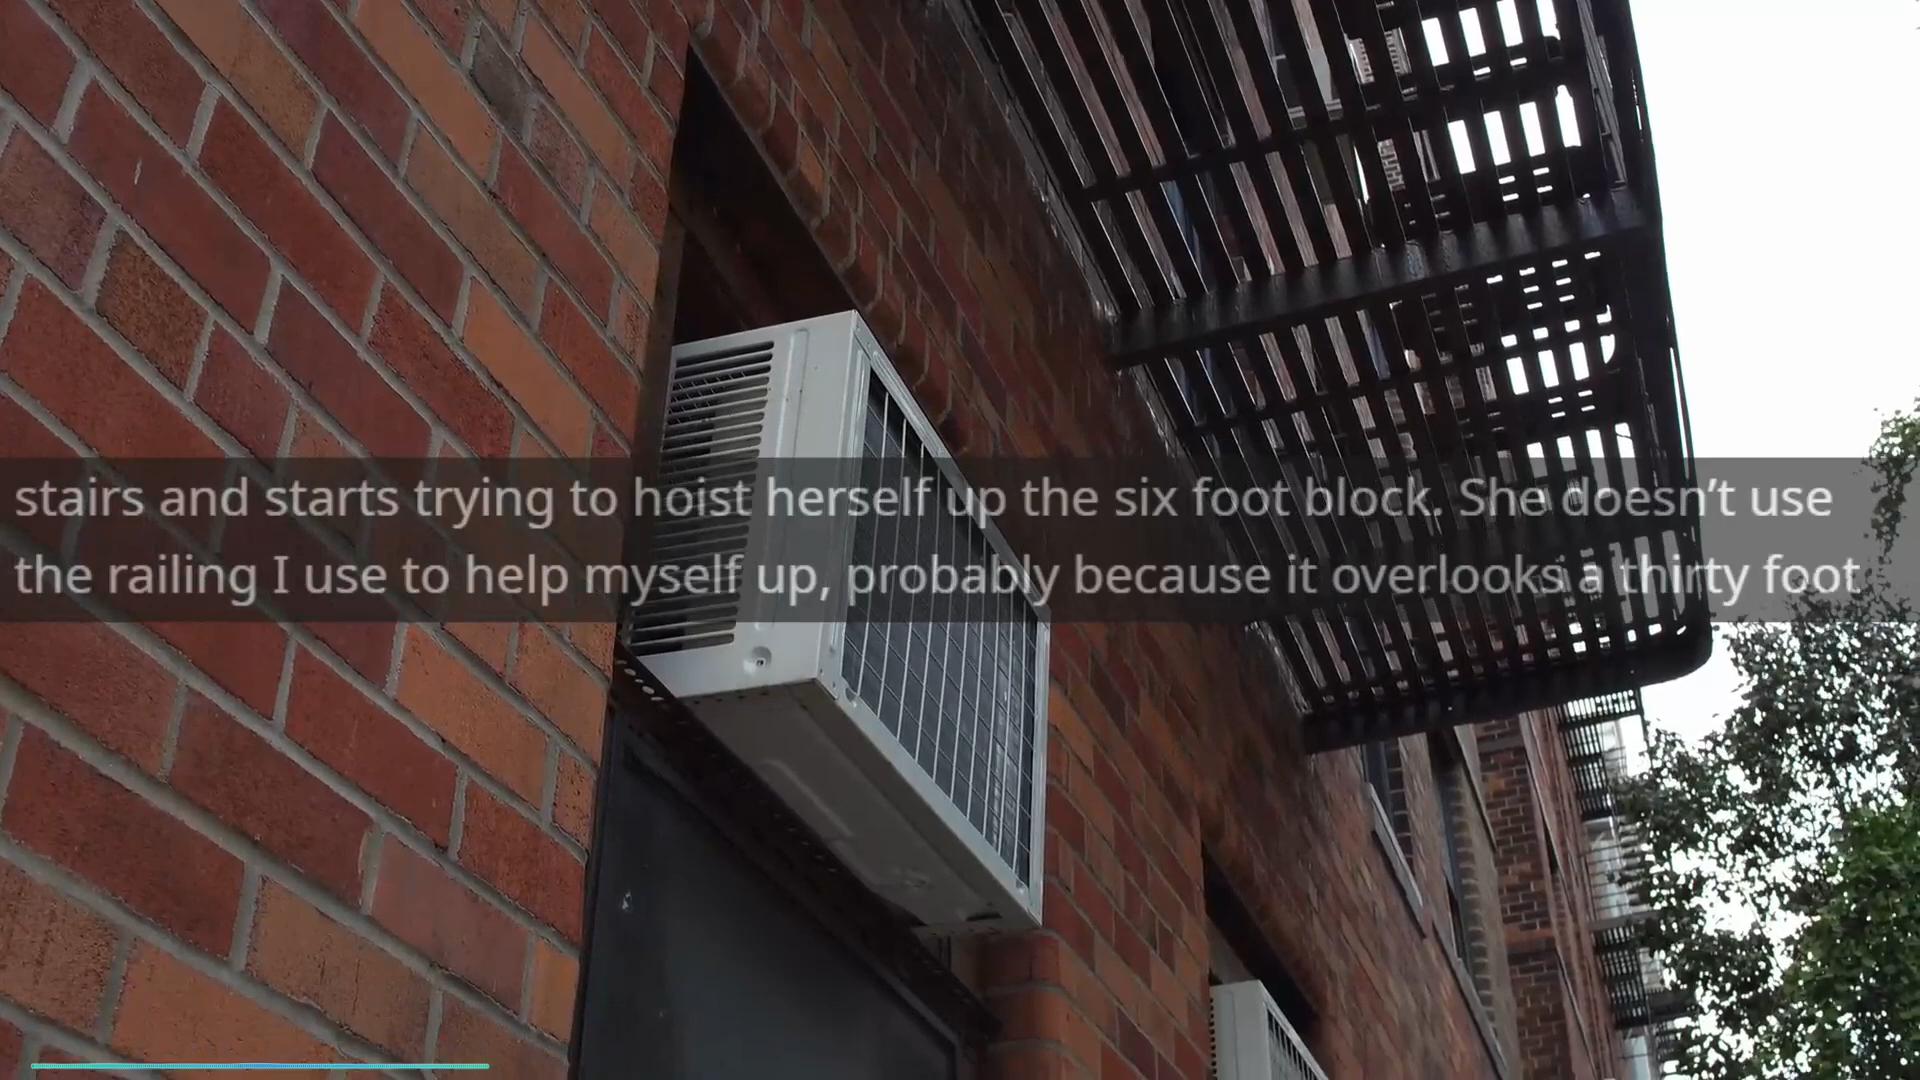 stairs and starts trying to hoist herself up the six foot block. She doesn’t use
the railing I use to help myself up, probably because it overlooks a thirty foot